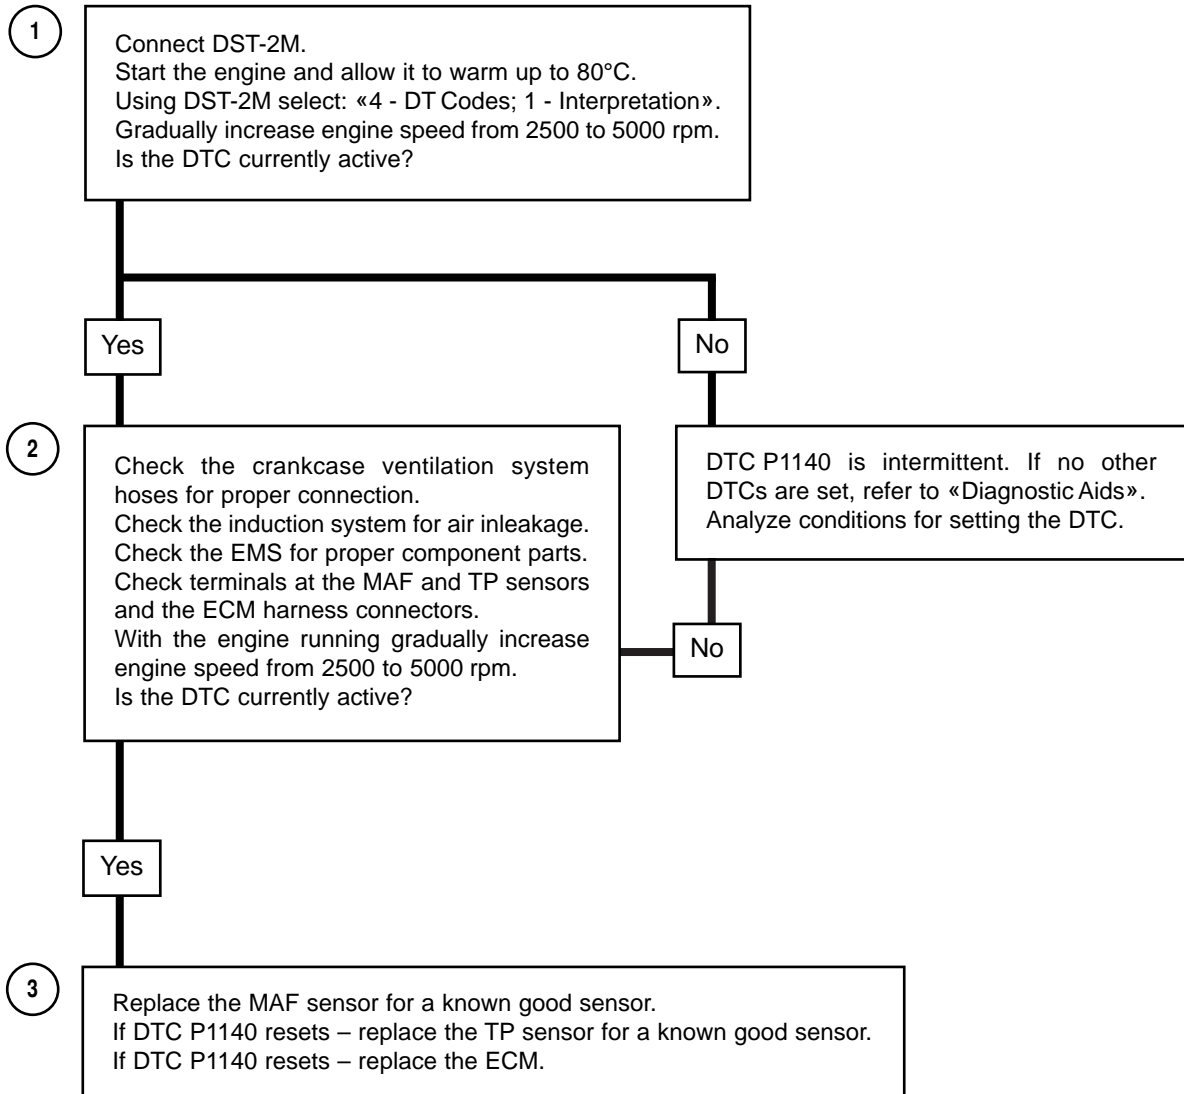 1
Connect DST-2M.
Start the engine and allow it to warm up to 80°C.
Using DST-2M select: «4 - DT Codes; 1 - Interpretation».
Gradually increase engine speed from 2500 to 5000 rpm.
Is the DTC currently active?
Yes
No
2
Check the crankcase ventilation system
hoses for proper connection.
Check the induction system for air inleakage.
Check the EMS for proper component parts.
Check terminals at the MAF and TP sensors
and the ECM harness connectors.
With the engine running gradually increase
engine speed from 2500 to 5000 rpm.
Is the DTC currently active?
DTC P1140 is intermittent. If no other
DTCs are set, refer to «Diagnostic Aids».
Analyze conditions for setting the DTC.
No
Yes
3
Replace the MAF sensor for a known good sensor.
If DTC P1140 resets – replace the TP sensor for a known good sensor.
If DTC P1140 resets – replace the ECM.